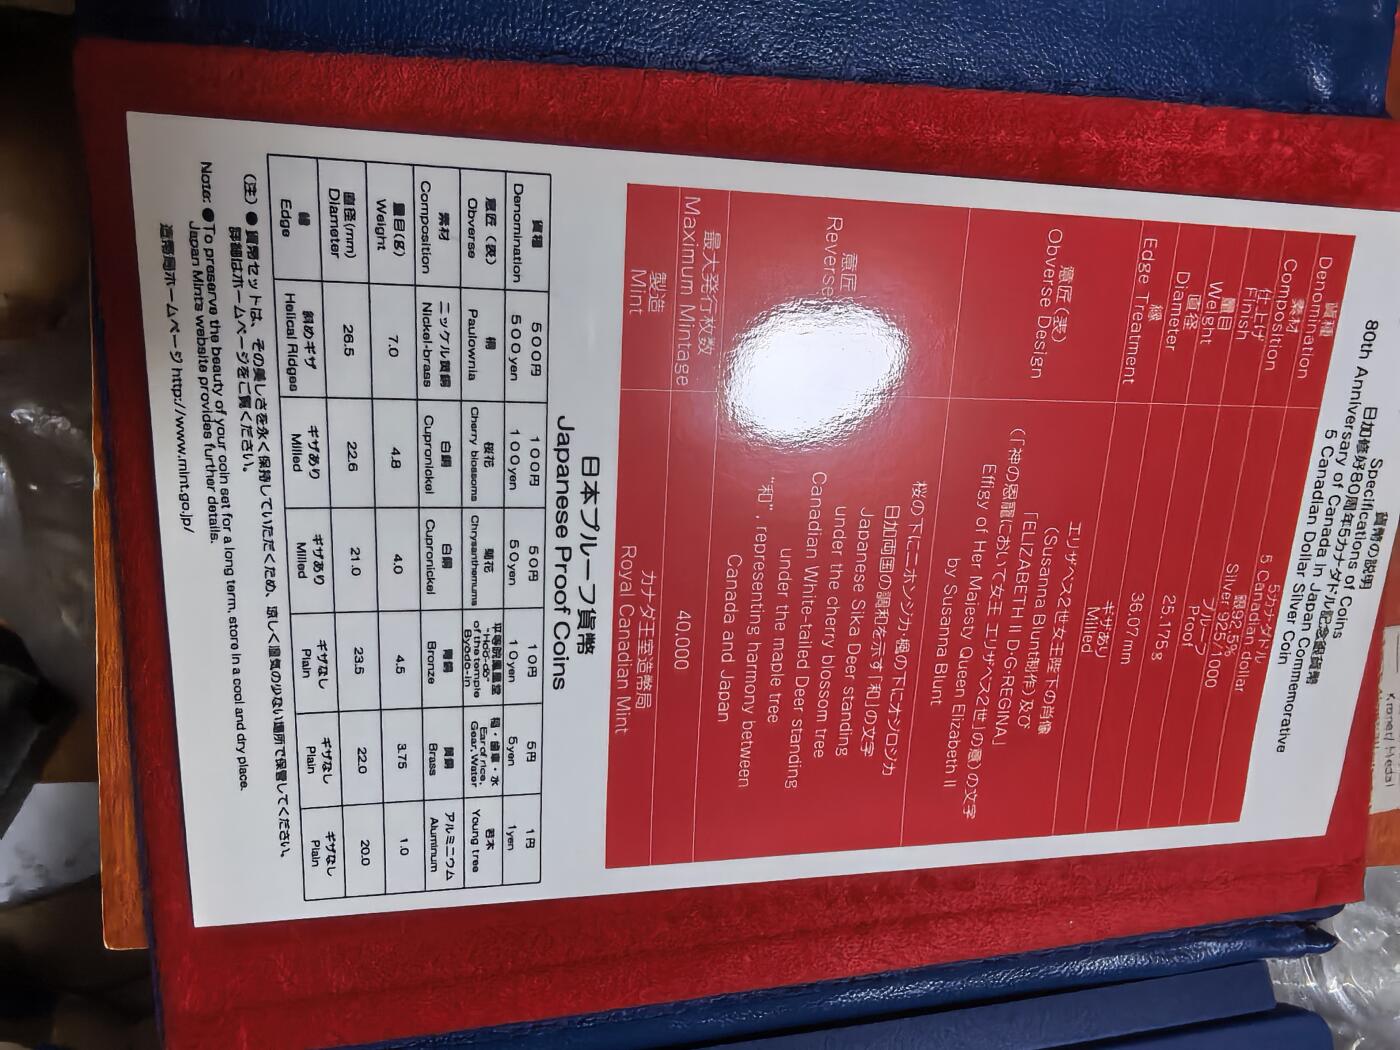 貨幣の説明
Specifications of Coins
日加修好80周年5カナダドル記念銀貨幣
80th Anniversary of Canada in Japan Commemorative
5 Canadian Dollar Silver Coin
貨種
Denomination
5カナダドル
5 Canadian dollar
素材
Composition
銀92.5%
Silver 925/1000
仕上げ
Finish
プルーフ
Proof
量目
Weight
25.175g
直径
Diameter
36.07mm
縁
Edge Treatment
ギザあり
Milled
意匠(表)
Obverse Design
エリザベス2世女王陛下の肖像
(Susanna Blunt制作)及び
「ELIZABETH II D・G・REGINA」
(「神の恩寵において女王 エリザベス2世」の意)の文字
Effigy of Her Majesty Queen Elizabeth II
by Susanna Blunt
意匠
Reverse
桜の下にニホンジカ・楓の下にオジロジカ
日加両国の調和を示す「和」の文字
Japanese Sika Deer standing
under the cherry blossom tree
Canadian White-tailed Deer standing
under the maple tree
"和", representing harmony between
Canada and Japan
最大発行枚数
Maximum Mintage
40,000
製造
Mint
カナダ王室造幣局
Royal Canadian Mint
日本プルーフ貨幣
Japanese Proof Coins
貨種 500円 100円 50円 10円 5円 1円
Denomination 500yen 100yen 50yen 10yen 5yen 1yen
意匠(表) 桐 桜花 菊花 平等院鳳凰堂 稲・歯車・水 若木
Obverse Paulownia Cherry blossoms Chrysanthemums "Hoo-do" of the temple Byodo-in Ear of rice, Gear, Water Young tree
素材 ニッケル黄銅 白銅 白銅 青銅 黄銅 アルミニウム
Composition Nickel-brass Cupronickel Cupronickel Bronze Brass Aluminum
量目(g)
Weight 7.0 4.8 4.0 4.5 3.75 1.0
直径(mm)
Diameter 26.5 22.6 21.0 23.5 22.0 20.0
縁 斜めギザ ギザあり ギザあり ギザなし ギザなし ギザなし
Edge Helical Ridges Milled Milled Plain Plain Plain
(注)●貨幣セットは、その美しさを永く保持していただくため、涼しく湿気の少ない場所で保管してください。
詳細はホームページをご覧ください。
Note: ●To preserve the beauty of your coin set for a long term, store in a cool and dry place.
Japan Mint's website provides further details.
造幣局ホームページ http://www.mint.go.jp/